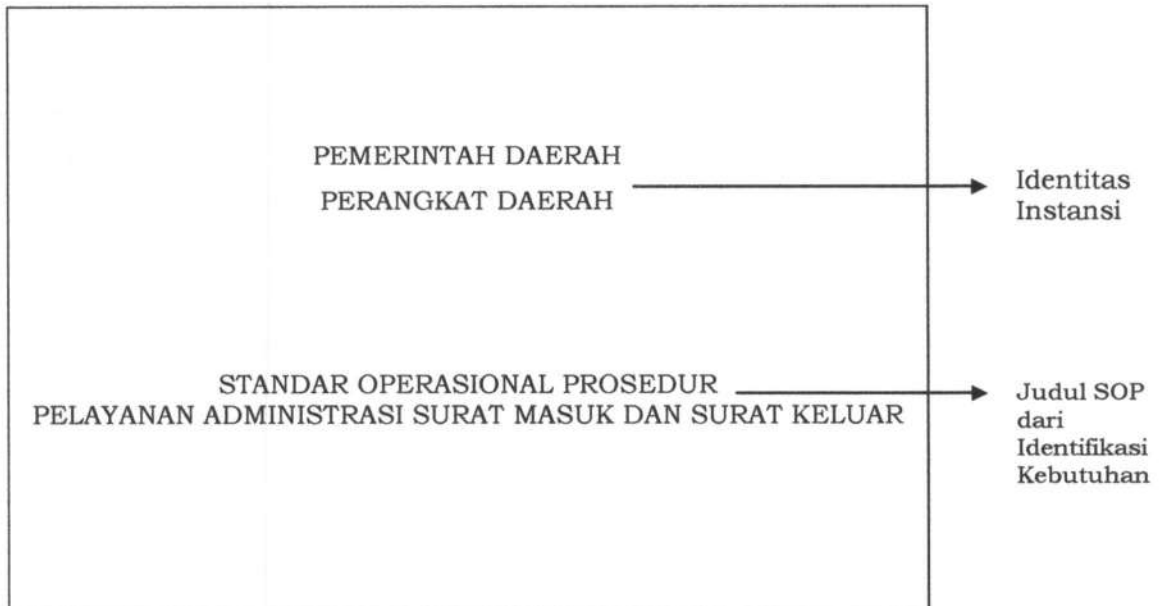 PEMERINTAH DAERAH
PERANGKAT DAERAH
Identitas
Instansi
STANDAR OPERASIONAL PROSEDUR
PELAYANAN ADMINISTRASI SURAT MASUK DAN SURAT KELUAR
Judul SOP
dari
Identifikasi
Kebutuhan